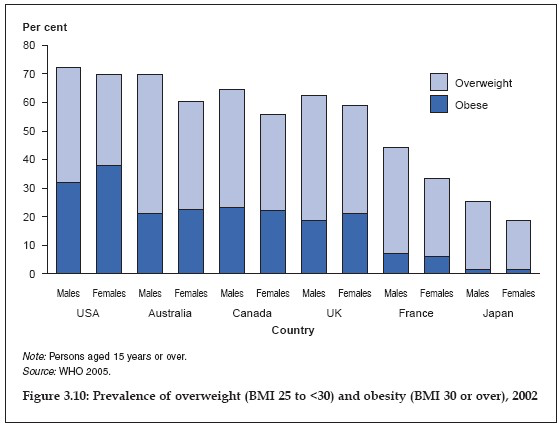 Per cent
80
70
60
50
40
30
20
10
0
Overweight
Obese
Males Females Males Females Males Females Males Females Males Females Males Females
USA Australia Canada UK France Japan
Country
Note: Persons aged 15 years or over.
Source: WHO 2005.
Figure 3.10: Prevalence of overweight (BMI 25 to <30) and obesity (BMI 30 or over), 2002